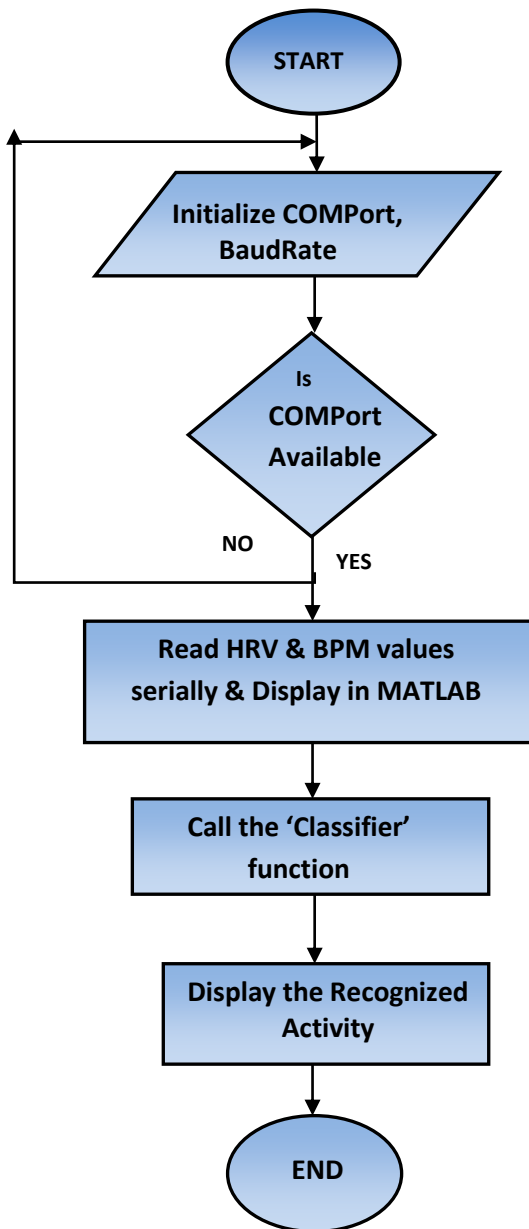 START
Initialize COMPort,
BaudRate
Is
COMPort
Available
NO
YES
Read HRV & BPM values
serially & Display in MATLAB
Call the ‘Classifier’
function
Display the Recognized
Activity
END